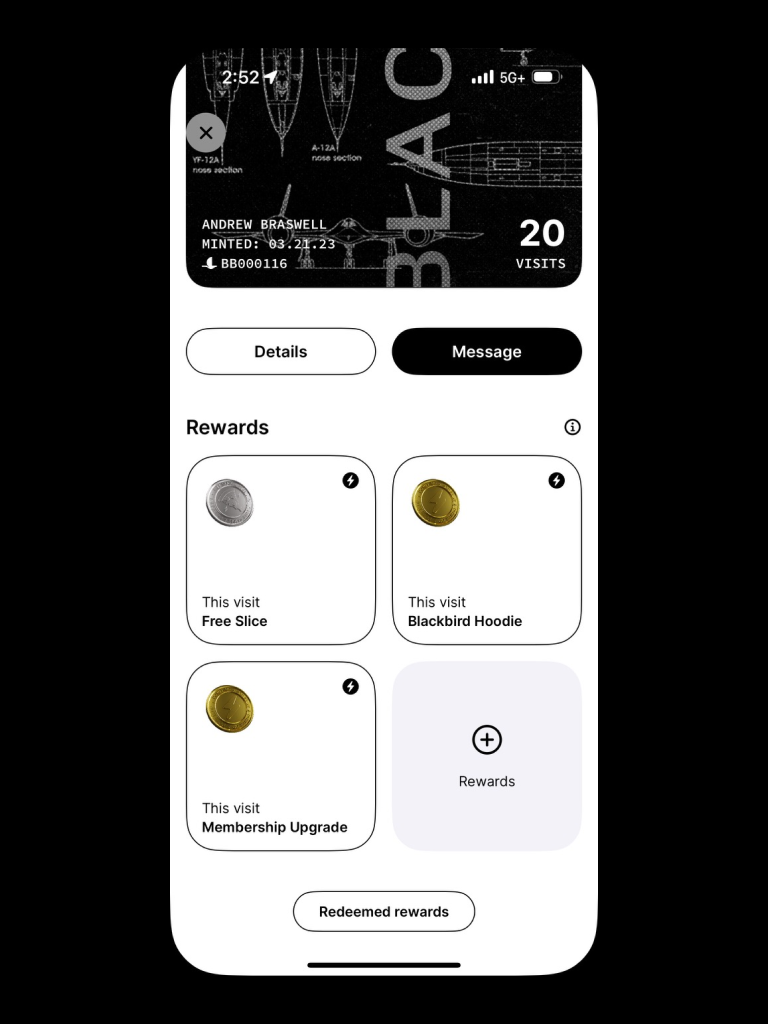 2:52
5G+
BLAC
YF-12A
nose section
A-12A
nose section
ANDREW BRASWELL
MINTED: 03.21.23
BB000116
20
VISITS
Details
Message
Rewards
This visit
Free Slice
This visit
Blackbird Hoodie
This visit
Membership Upgrade
Rewards
Redeemed rewards